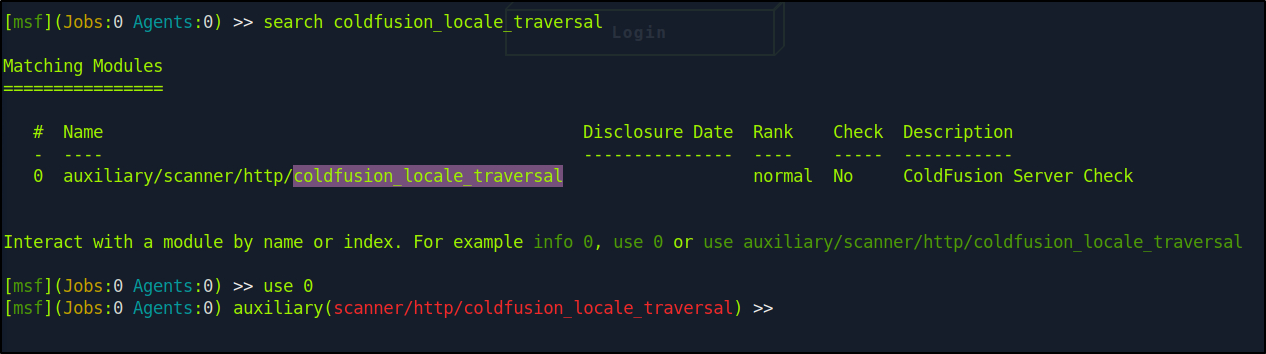 [msf](Jobs:0 Agents:0) >> search coldfusion_locale_traversal
Login
Matching Modules
================
#  Name                                                Disclosure Date  Rank    Check  Description
-  ----                                                ---------------  ----    -----  -----------
0  auxiliary/scanner/http/coldfusion_locale_traversal                   normal  No     ColdFusion Server Check
Interact with a module by name or index. For example info 0, use 0 or use auxiliary/scanner/http/coldfusion_locale_traversal
[msf](Jobs:0 Agents:0) >> use 0
[msf](Jobs:0 Agents:0) auxiliary(scanner/http/coldfusion_locale_traversal) >>